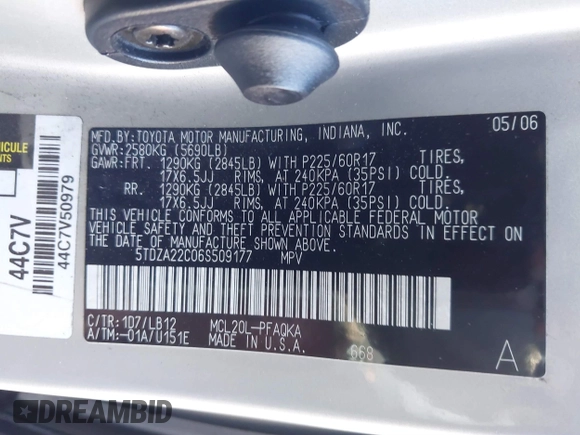 MFD.BY:TOYOTA MOTOR MANUFACTURING, INDIANA, INC. 05/06
GVWR:2580KG (5690LB)
GAWR:FRT. 1290KG (2845LB) WITH P225/60R17 TIRES,
17X6.5JJ RIMS, AT 240KPA (35PSI) COLD.
RR. 1290KG (2845LB) WITH P225/60R17 TIRES,
17X6.5JJ RIMS, AT 240KPA (35PSI) COLD.
THIS VEHICLE CONFORMS TO ALL APPLICABLE FEDERAL MOTOR
VEHICLE SAFETY AND THEFT PREVENTION STANDARDS IN EFFECT ON
THE DATE OF MANUFACTURE SHOWN ABOVE.
5TDZA22C06S509177 MPV
C/TR:1D7/LB12 MCL20L-PFAQKA
A/TM:-01A/U151E MADE IN U.S.A. 668 A
44C7V
44C7V50979
DREAMBID